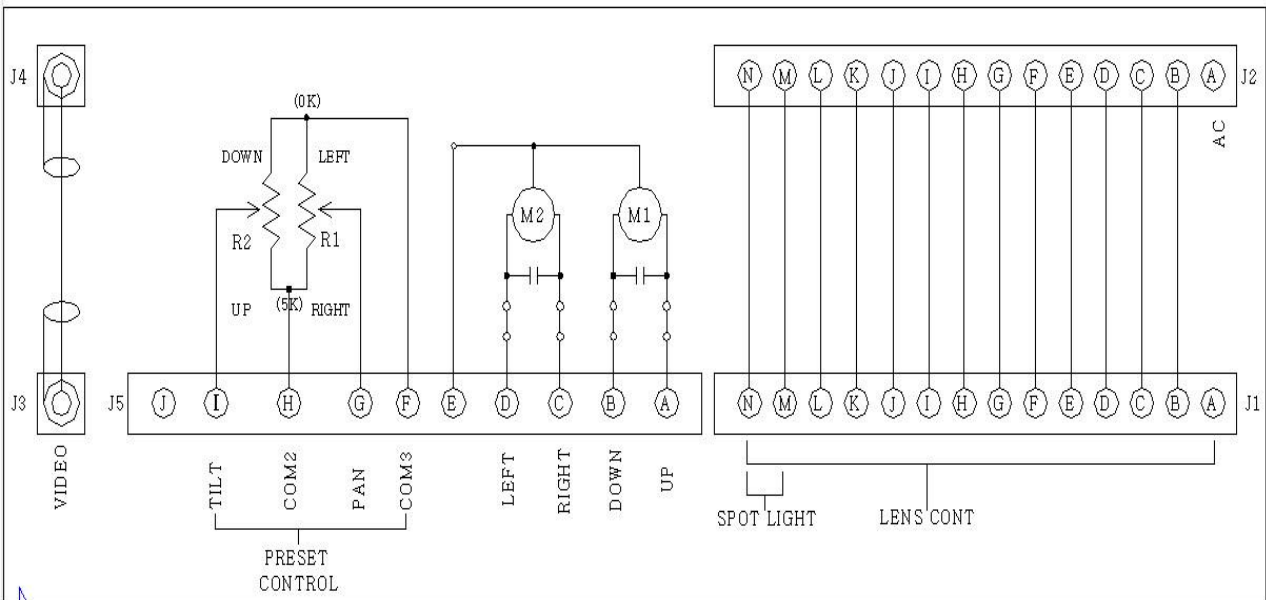 J4
N M L K J I H G F E D C B A
J2
(0K)
DOWN
LEFT
AC
M2
M1
R2
R1
UP
(5K)
RIGHT
J3
J5
J I H G F E D C B A
N M L K J I H G F E D C B A
J1
VIDEO
TILT
COM2
PAN
COM3
LEFT
RIGHT
DOWN
UP
SPOT LIGHT
LENS CONT
PRESET
CONTROL